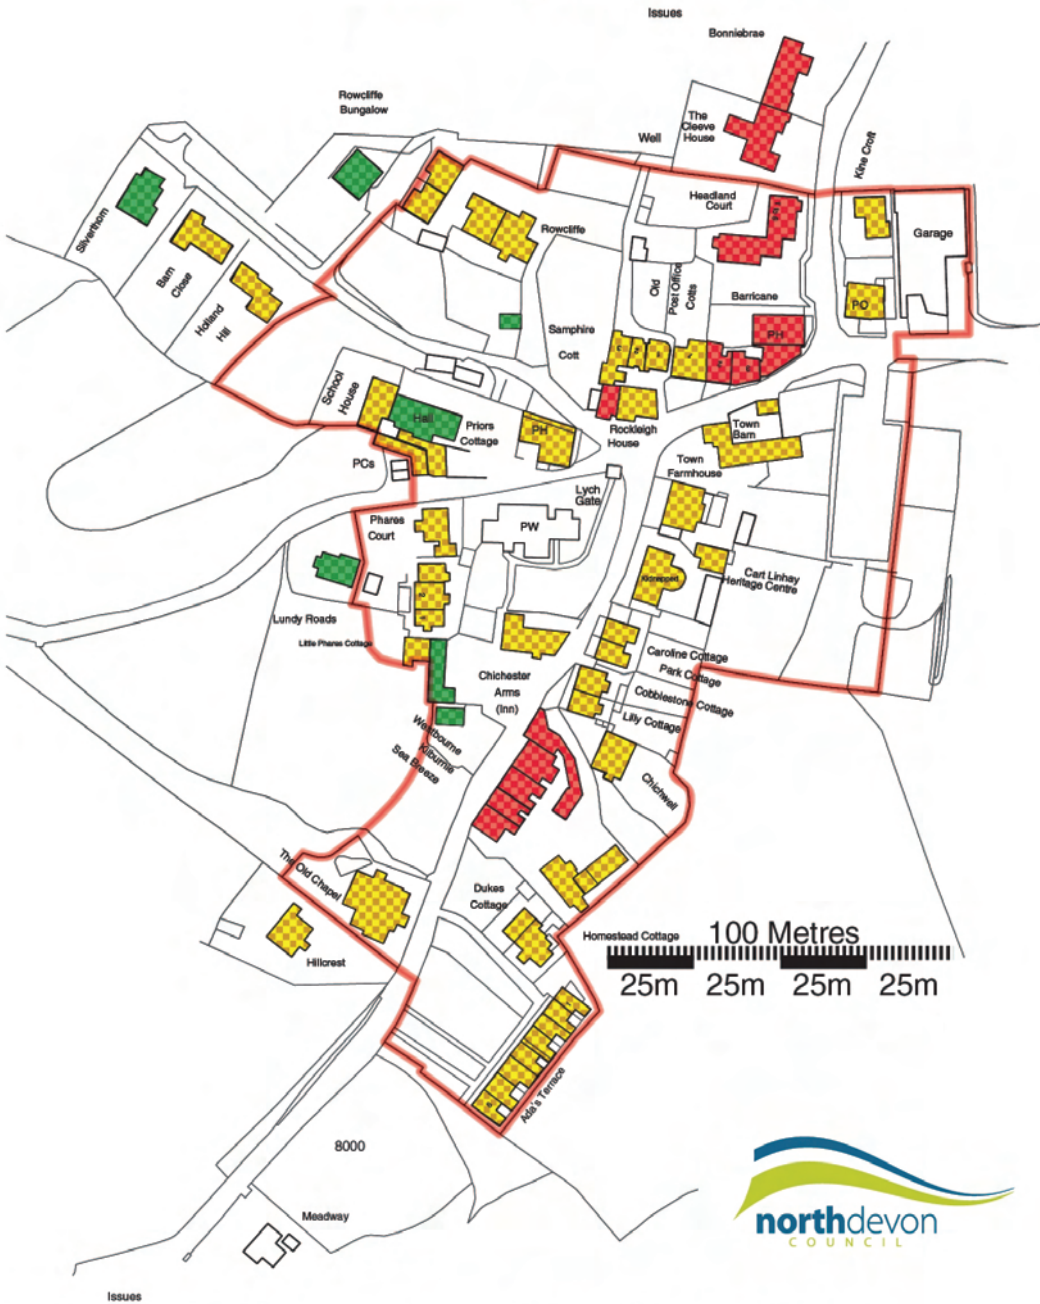 Issues
Bonniebrae
Rowcliffe
Bungalow
The
Cleeve
House
Well
Kine Croft
Headland
Court
Silverthorn
Rowcliffe
Garage
Barn
Close
Old
Post Office
Cotts
Barricane
PO
Holland
Hill
Samphire
Cott
PH
School
House
Hall
Priors
Cottage
PH
Rockleigh
House
Town
Barn
PCs
Town
Farmhouse
Lych
Gate
Phares
Court
PW
Kidnapped
Cart Linhay
Heritage Centre
Lundy Roads
Little Phares Cottage
Caroline Cottage
Park Cottage
Chichester
Arms
(Inn)
Cobblestone Cottage
Lilly Cottage
Westbourne
Kilburnie
Sea Breeze
Chichwell
The Old Chapel
Dukes
Cottage
Homestead Cottage
100 Metres
25m 25m 25m 25m
Hillcrest
Ada's Terrace
8000
Meadway
northdevon
COUNCIL
Issues